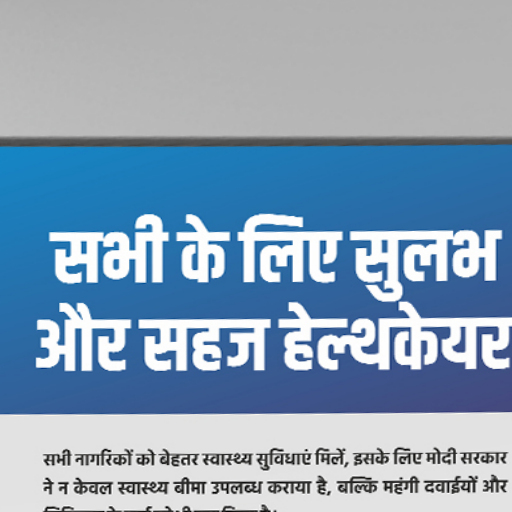 सभी के लिए सुलभ
और सहज हेल्थकेयर
सभी नागरिकों को बेहतर स्वास्थ्य सुविधाएं मिलें, इसके लिए मोदी सरकार
ने न केवल स्वास्थ्य बीमा उपलब्ध कराया है, बल्कि महंगी दवाईयों और